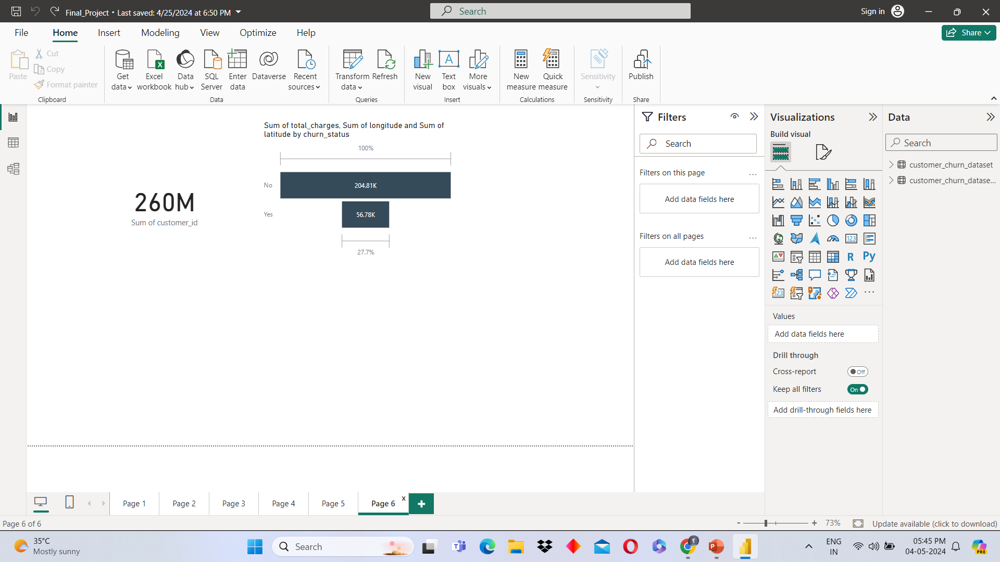 Final_Project • Last saved: 4/25/2024 at 6:50 PM
Search
Sign in
File
Home
Insert
Modeling
View
Optimize
Help
Share
Paste
Cut
Copy
Format painter
Clipboard
Get
data
Excel
workbook
Data
hub
SQL
Server
Enter
data
Dataverse
Recent
sources
Data
Transform
data
Refresh
Queries
New
visual
Text
box
More
visuals
Insert
New
measure
Quick
measure
Calculations
Sensitivity
Sensitivity
Publish
Share
260M
Sum of customer_id
Sum of total_charges, Sum of longitude and Sum of
latitude by churn_status
100%
No
204.81K
Yes
56.78K
27.7%
Filters
Search
Filters on this page
...
Add data fields here
Filters on all pages
...
Add data fields here
Visualizations
Build visual
123
R
Py
123
...
Values
Add data fields here
Drill through
Cross-report
Off
Keep all filters
On
Add drill-through fields here
Data
Search
customer_churn_dataset
customer_churn_datase...
Page 1
Page 2
Page 3
Page 4
Page 5
Page 6
x
+
Page 6 of 6
-
+
73%
Update available (click to download)
35°C
Mostly sunny
Search
ENG
IN
05:45 PM
04-05-2024
PRE